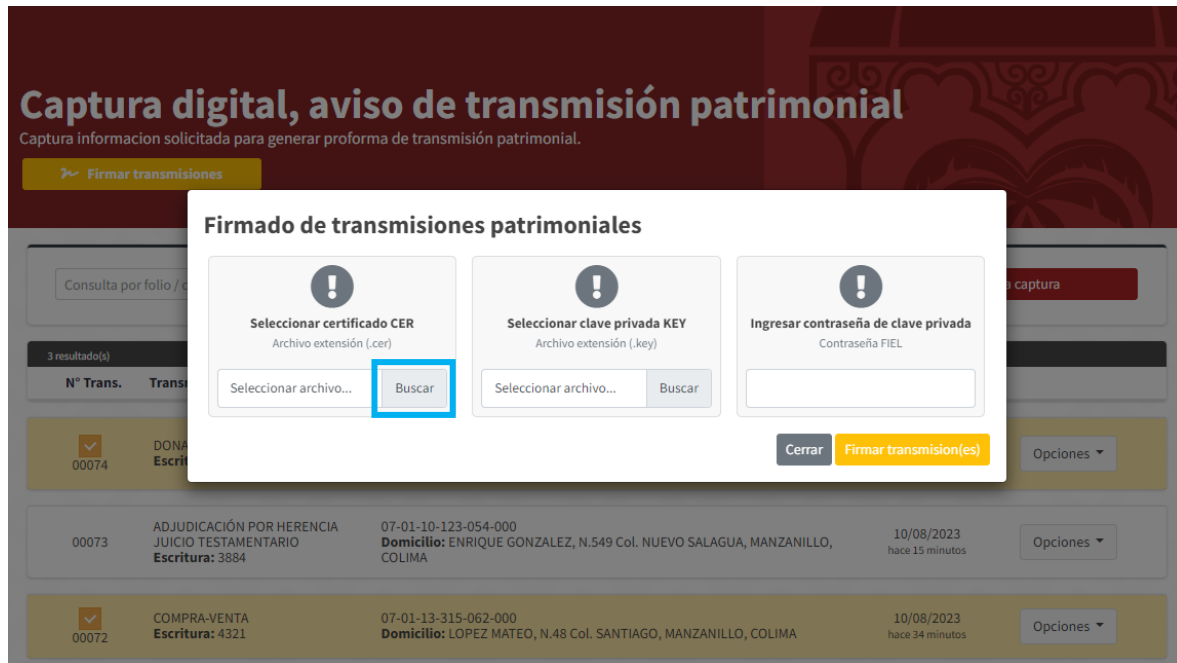 Captura digital, aviso de transmisión patrimonial
Captura informacion solicitada para generar proforma de transmisión patrimonial.
Firmar transmisiones
Firmado de transmisiones patrimoniales
Seleccionar certificado CER
Archivo extensión (.cer)
Seleccionar archivo... Buscar
Seleccionar clave privada KEY
Archivo extensión (.key)
Seleccionar archivo... Buscar
Ingresar contraseña de clave privada
Contraseña FIEL
Cerrar Firmar transmision(es)
Consulta por folio /
captura
3 resultado(s)
N° Trans.
00074
Opciones
00073
ADJUDICACIÓN POR HERENCIA
JUICIO TESTAMENTARIO
Escritura: 3884
07-01-10-123-054-000
Domicilio: ENRIQUE GONZALEZ, N.549 Col. NUEVO SALAGUA, MANZANILLO,
COLIMA
10/08/2023
hace 15 minutos
Opciones
00072
COMPRA-VENTA
Escritura: 4321
07-01-13-315-062-000
Domicilio: LOPEZ MATEO, N.48 Col. SANTIAGO, MANZANILLO, COLIMA
10/08/2023
hace 34 minutos
Opciones